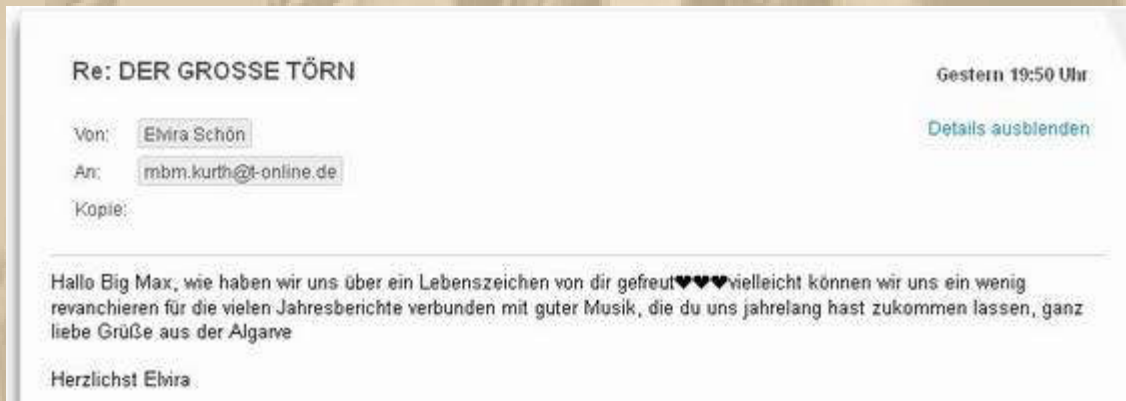 Re: DER GROSSE TÖRN
Gestern 19:50 Uhr
Von: Elvira Schön
Details ausblenden
An: mbm.kurth@t-online.de
Kopie:
Hallo Big Max, wie haben wir uns über ein Lebenszeichen von dir gefreut♥♥♥vielleicht können wir uns ein wenig
revanchieren für die vielen Jahresberichte verbunden mit guter Musik, die du uns jahrelang hast zukommen lassen, ganz
liebe Grüße aus der Algarve
Herzlichst Elvira